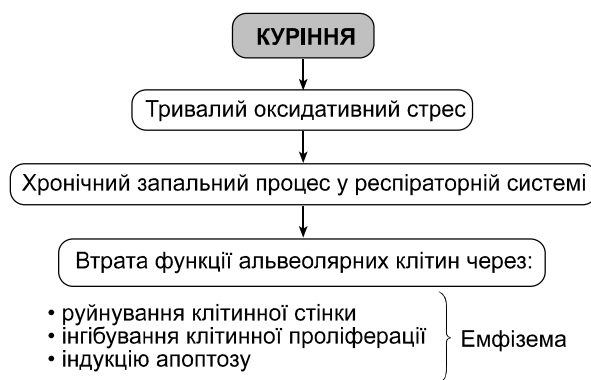 КУРІННЯ
Тривалий оксидативний стрес
Хронічний запальний процес у респіраторній системі
Втрата функції альвеолярних клітин через:
• руйнування клітинної стінки
• інгібування клітинної проліферації
• індукцію апоптозу
Емфізема